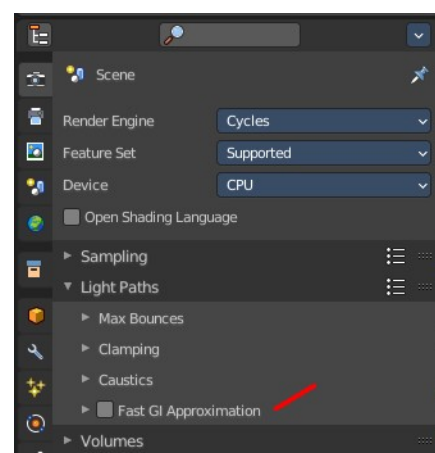 Scene
Render Engine Cycles
Feature Set Supported
Device CPU
Open Shading Language
Sampling
Light Paths
Max Bounces
Clamping
Caustics
Fast GI Approximation
Volumes